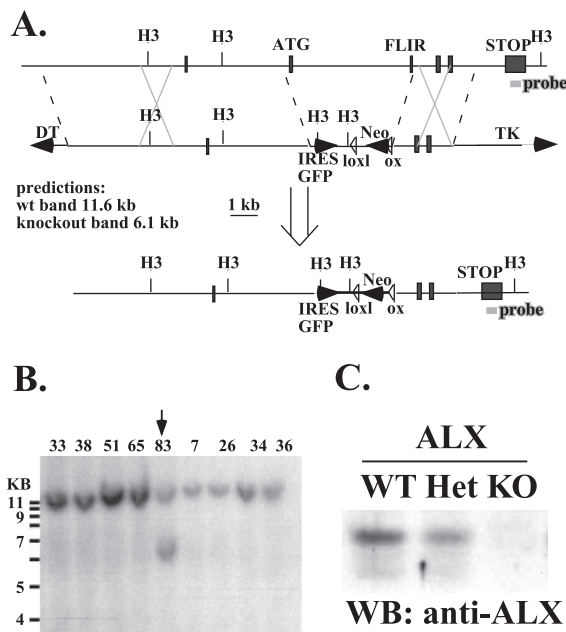 A.
H3 H3 ATG FLIR STOP H3
probe
DT H3 H3 H3 H3 Neo TK
IRES loxl ox
GFP
predictions:
wt band 11.6 kb
knockout band 6.1 kb
1 kb
H3 H3 H3 H3 Neo STOP H3
IRES loxl ox
GFP
probe
B.
33 38 51 65 83 7 26 34 36
KB
11
9
7
5
4
C.
ALX
WT Het KO
WB: anti-ALX